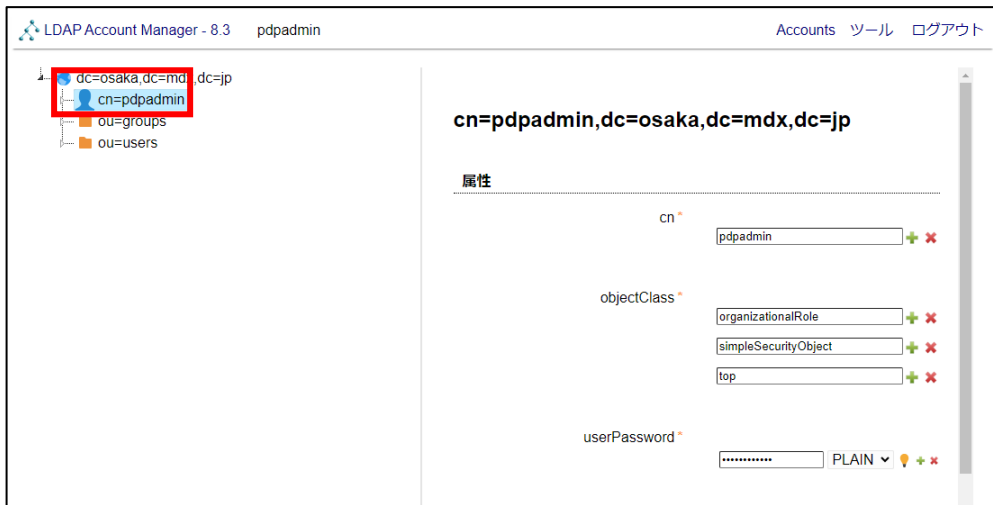 LDAP Account Manager - 8.3 pdpadmin Accounts ツール ログアウト
dc=osaka,dc=mdx,dc=jp
cn=pdpadmin
ou=groups
ou=users
cn=pdpadmin,dc=osaka,dc=mdx,dc=jp
属性
cn *
pdpadmin
objectClass *
organizationalRole
simpleSecurityObject
top
userPassword *
•••••••••••• PLAIN